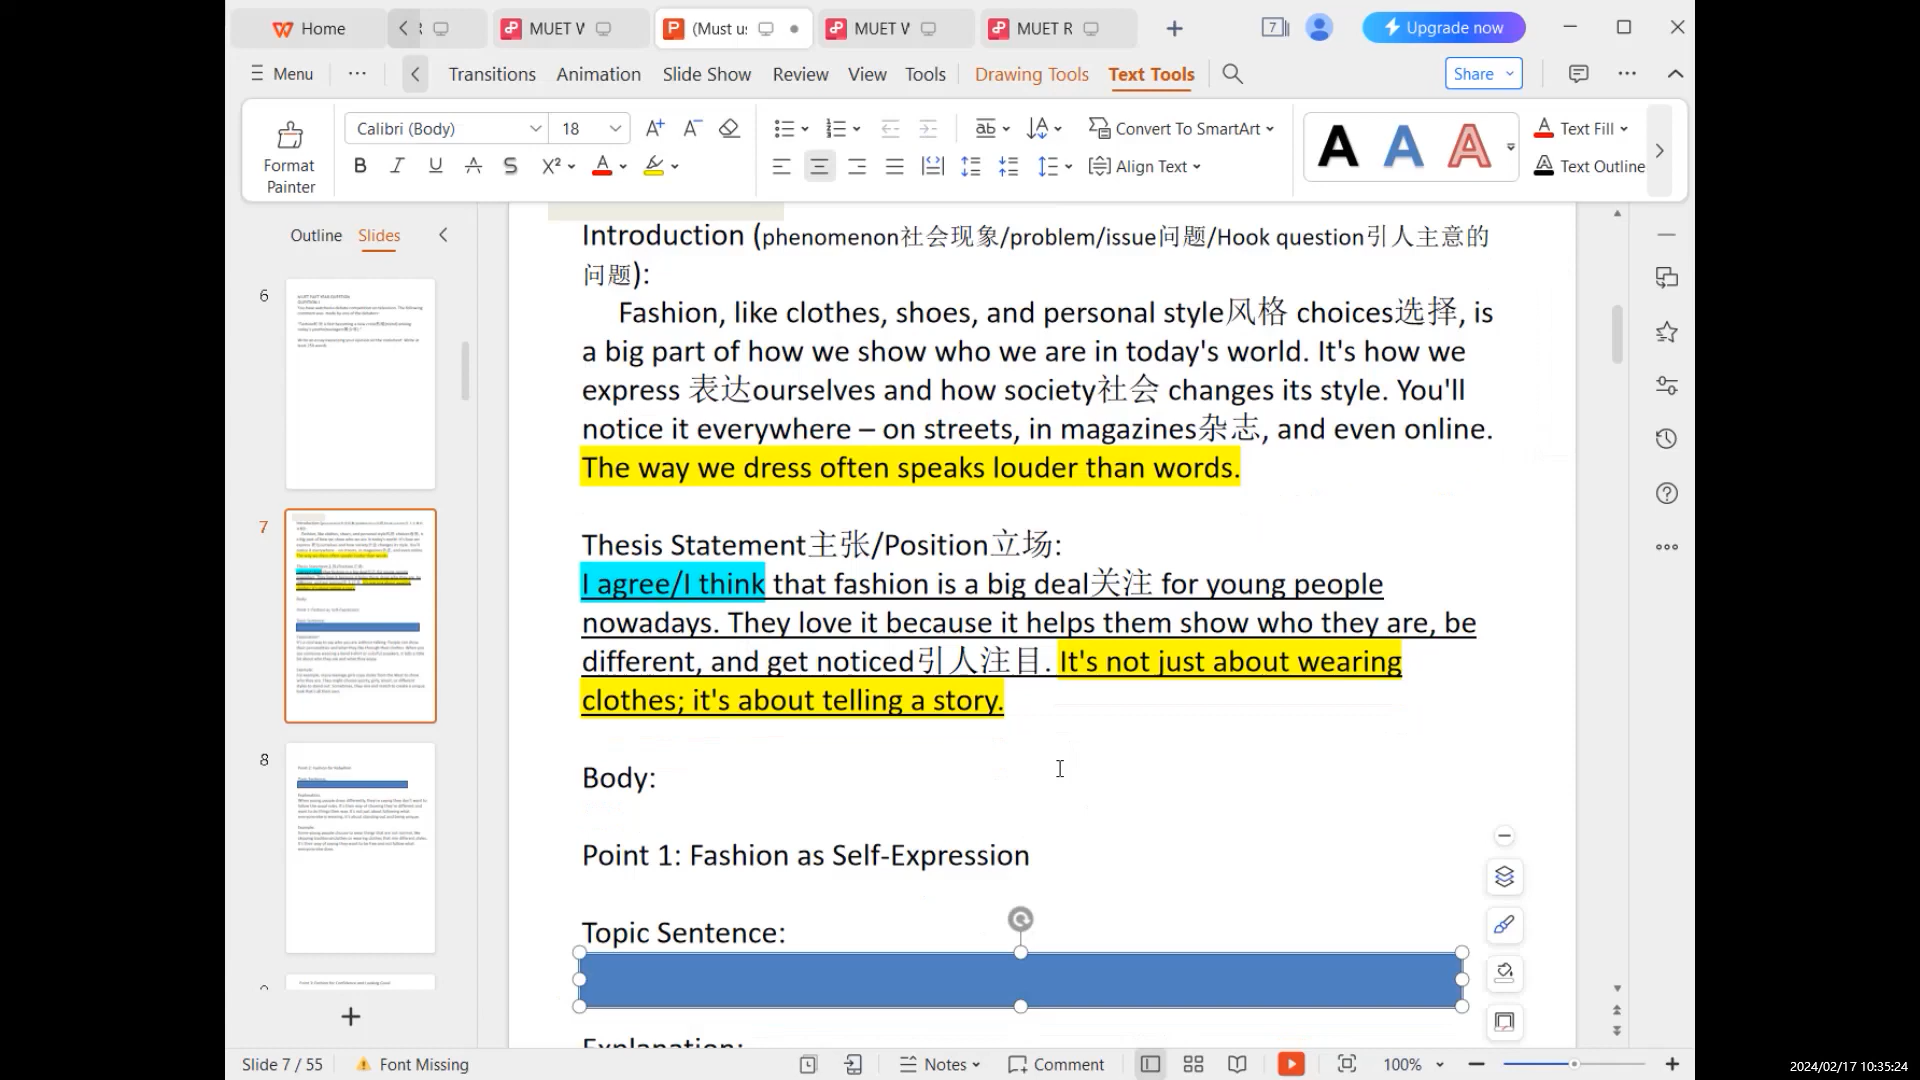 Home
MUET V
(Must u
MUET V
MUET R
7
Upgrade now
Menu
Transitions
Animation
Slide Show
Review
View
Tools
Drawing Tools
Text Tools
Share
Format Painter
Calibri (Body)
18
Convert To SmartArt
Align Text
Text Fill
Text Outline
Outline
Slides
6
7
8
Introduction (phenomenon社会现象/problem/issue问题/Hook question引人主意的
问题):
Fashion, like clothes, shoes, and personal style风格 choices选择, is
a big part of how we show who we are in today's world. It's how we
express 表达ourselves and how society社会 changes its style. You'll
notice it everywhere – on streets, in magazines杂志, and even online.
The way we dress often speaks louder than words.
Thesis Statement主张/Position立场:
I agree/I think that fashion is a big deal关注 for young people
nowadays. They love it because it helps them show who they are, be
different, and get noticed引人注目. It's not just about wearing
clothes; it's about telling a story.
Body:
Point 1: Fashion as Self-Expression
Topic Sentence:
Explanation:
Slide 7 / 55
Font Missing
Notes
Comment
100%
2024/02/17 10:35:24